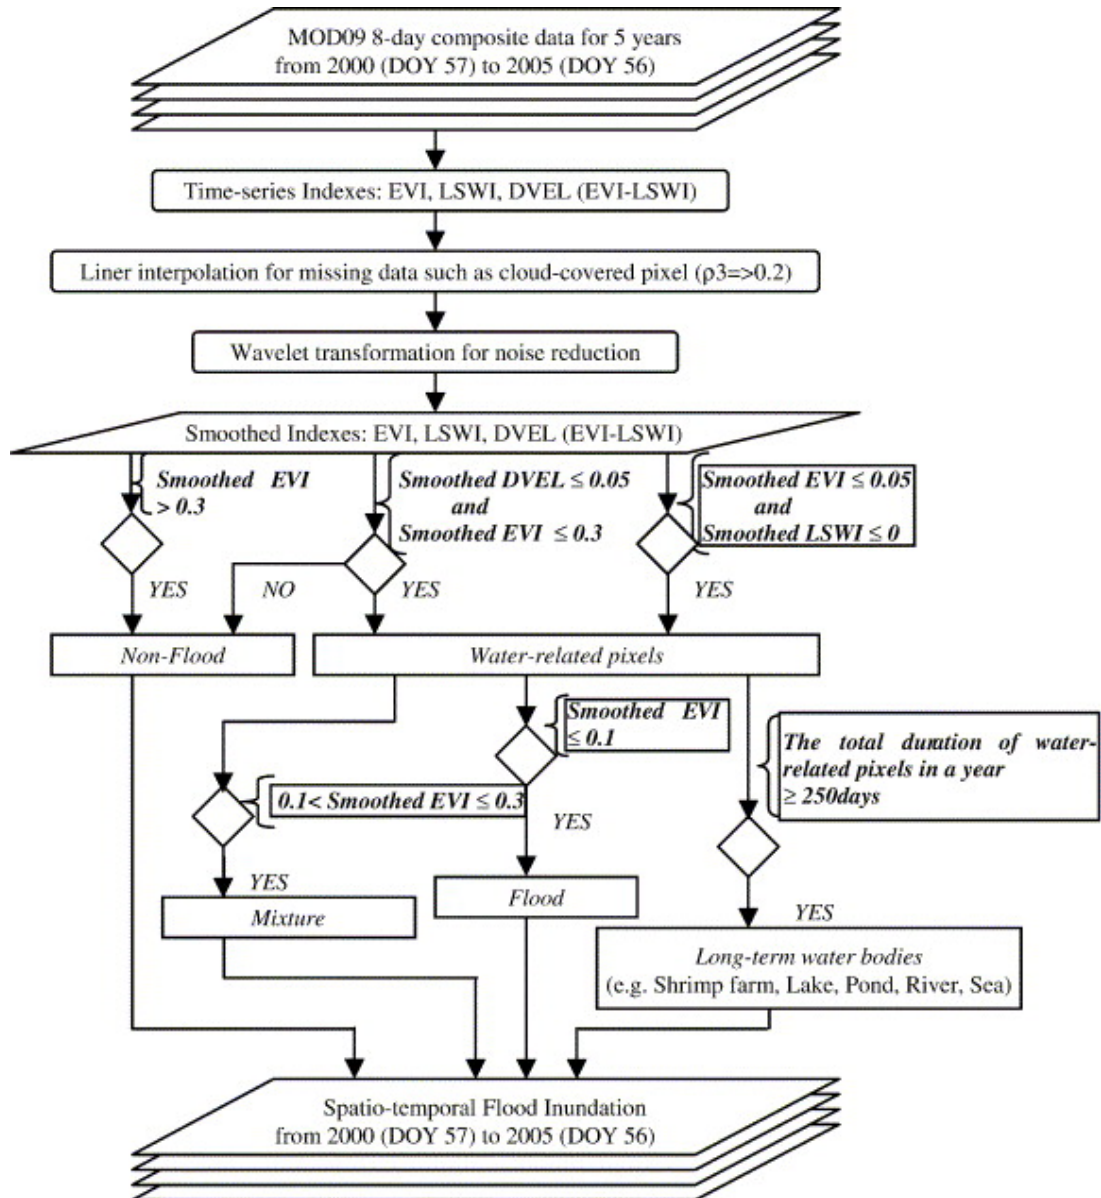 MOD09 8-day composite data for 5 years
from 2000 (DOY 57) to 2005 (DOY 56)
Time-series Indexes: EVI, LSWI, DVEL (EVI-LSWI)
Liner interpolation for missing data such as cloud-covered pixel (ρ3=>0.2)
Wavelet transformation for noise reduction
Smoothed Indexes: EVI, LSWI, DVEL (EVI-LSWI)
Smoothed EVI
> 0.3
Smoothed DVEL ≤ 0.05
and
Smoothed EVI ≤ 0.3
Smoothed EVI ≤ 0.05
and
Smoothed LSWI ≤ 0
YES
NO
YES
YES
Non-Flood
Water-related pixels
Smoothed EVI
≤ 0.1
The total duration of water-
related pixels in a year
≥ 250days
0.1< Smoothed EVI ≤ 0.3
YES
YES
Flood
Mixture
YES
Long-term water bodies
(e.g. Shrimp farm, Lake, Pond, River, Sea)
Spatio-temporal Flood Inundation
from 2000 (DOY 57) to 2005 (DOY 56)